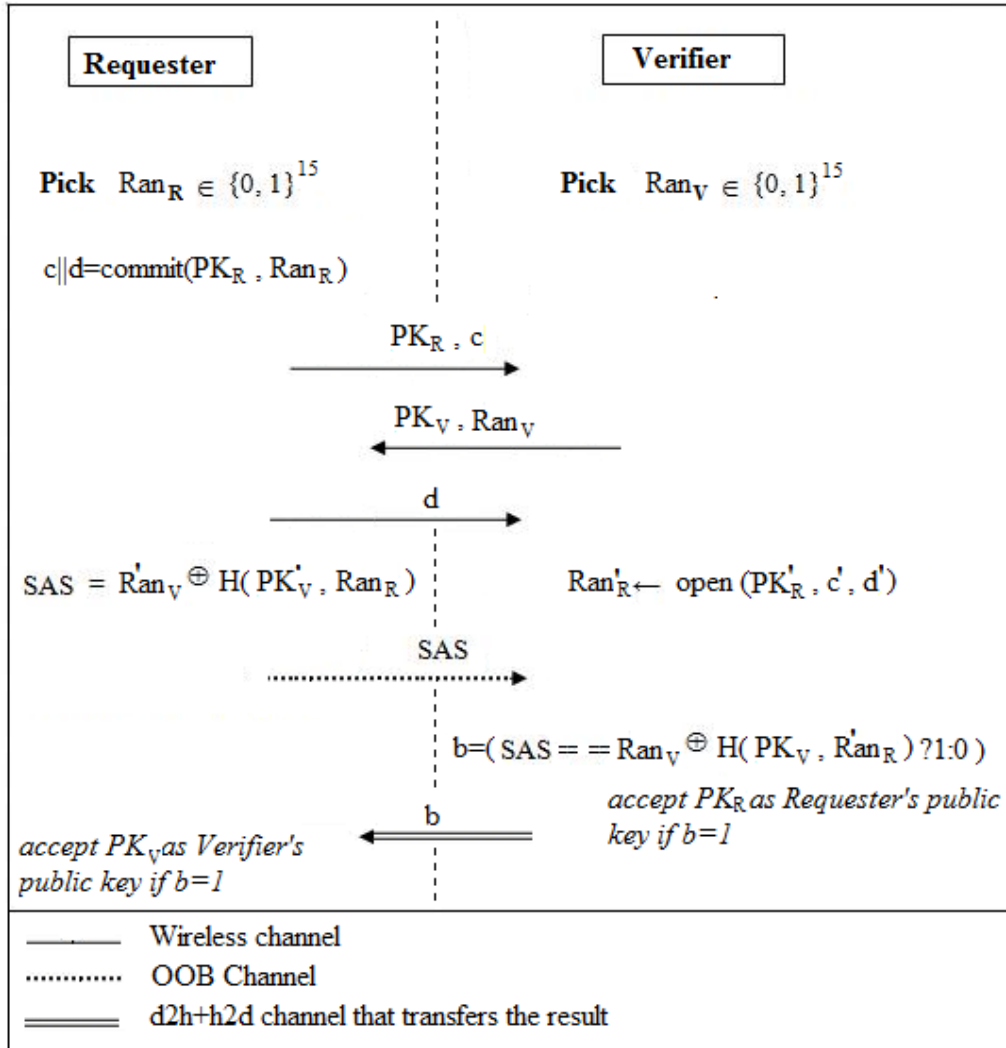 Requester
Verifier
Pick Ran_R ∈ {0, 1}^15
Pick Ran_V ∈ {0, 1}^15
c||d=commit(PK_R , Ran_R)
PK_R , c
PK_V , Ran_V
d
SAS = R'an_V ⊕ H( PK'_V , Ran_R )
Ran'_R ← open (PK'_R , c' , d' )
SAS
b=( SAS = = Ran_V ⊕ H( PK_V , R'an_R ) ?1:0 )
accept PK_R as Requester's public
key if b=1
b
accept PK_V as Verifier's
public key if b=1
Wireless channel
OOB Channel
d2h+h2d channel that transfers the result